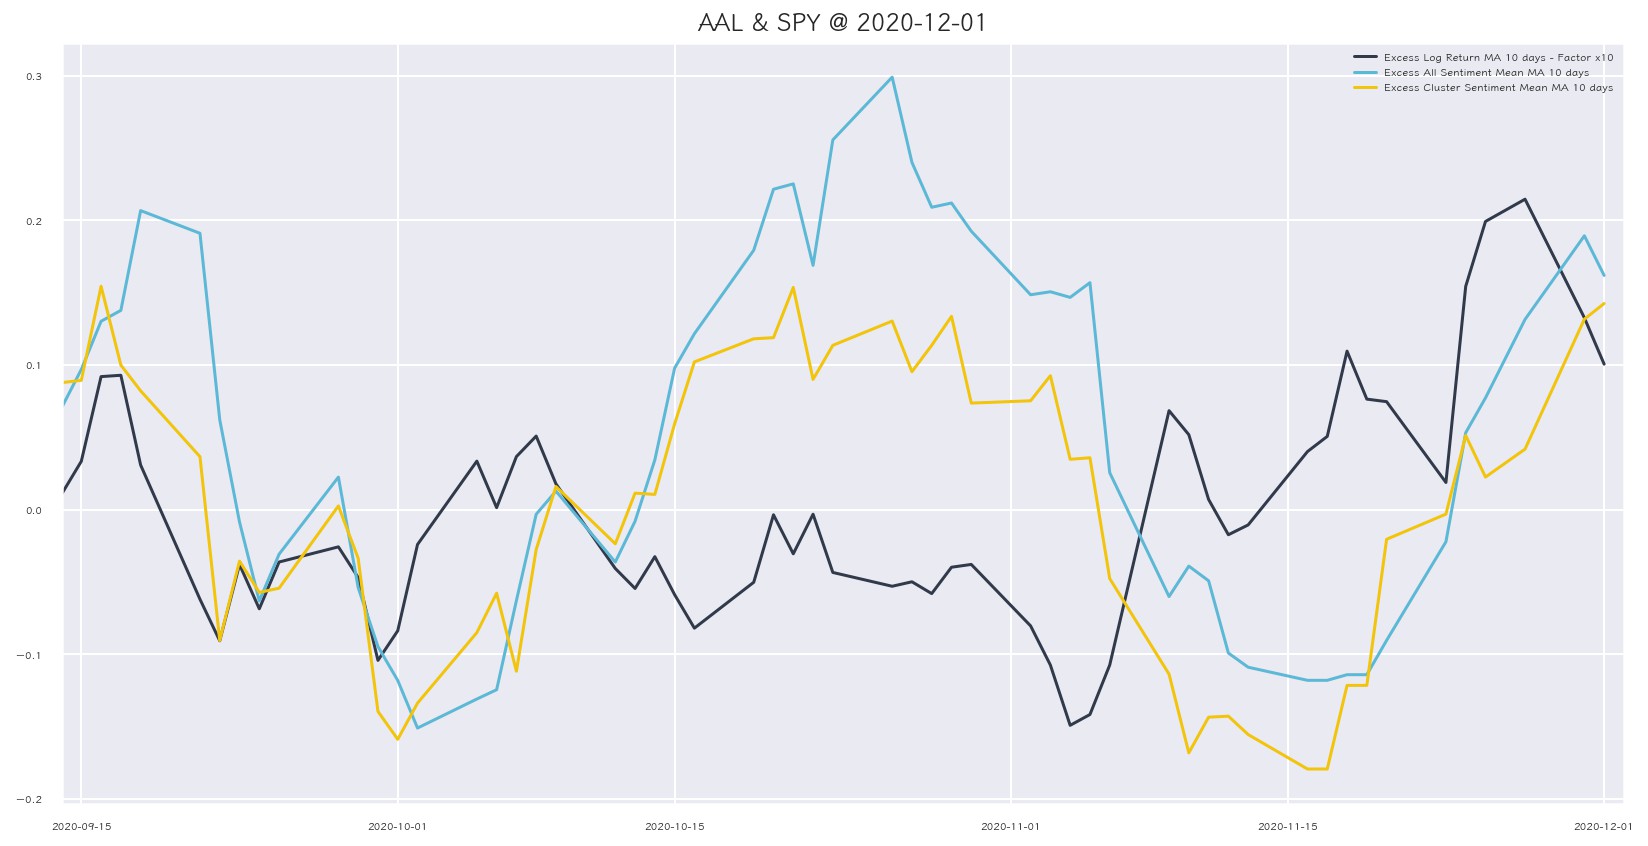 AAL & SPY @ 2020-12-01
Excess Log Return MA 10 days - Factor x10
Excess All Sentiment Mean MA 10 days
Excess Cluster Sentiment Mean MA 10 days
0.3
0.2
0.1
0.0
−0.1
−0.2
2020-09-15 2020-10-01 2020-10-15 2020-11-01 2020-11-15 2020-12-01